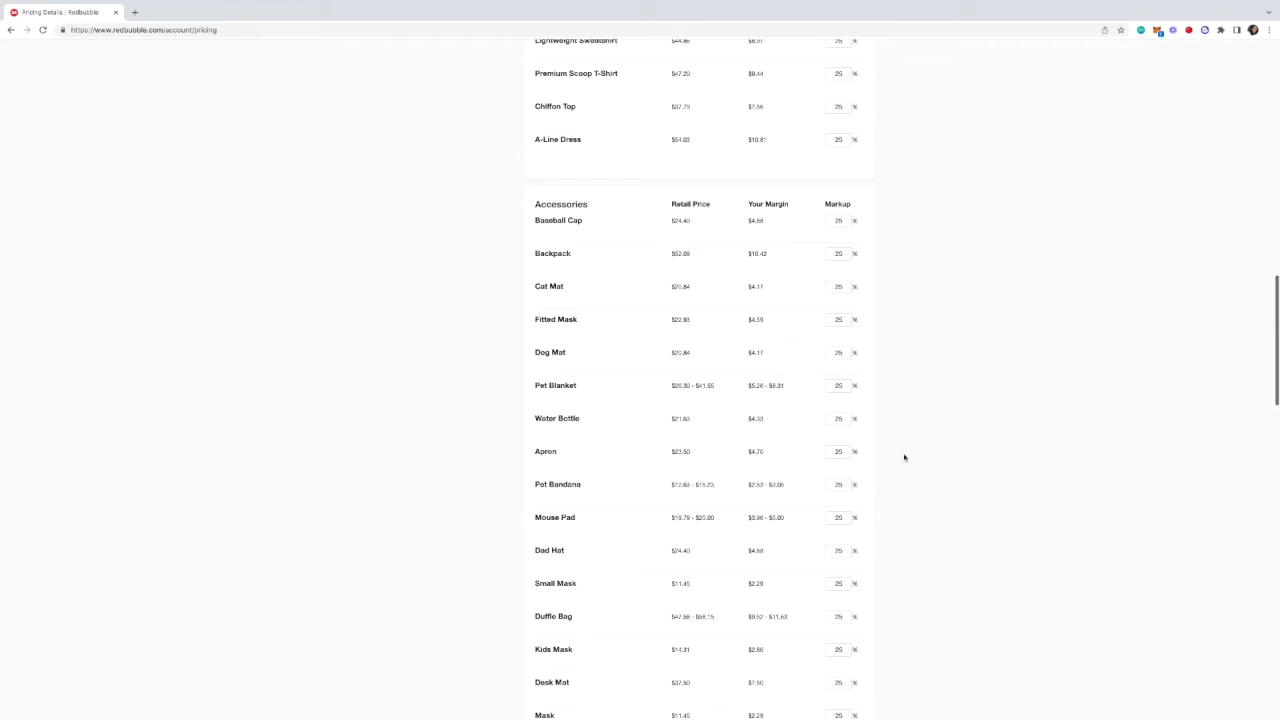 Pricing Details | Redbubble
https://www.redbubble.com/account/pricing
Lightweight Sweatshirt $44.86 $8.97 25 %
Premium Scoop T-Shirt $47.20 $9.44 25 %
Chiffon Top $37.79 $7.56 25 %
A-Line Dress $54.03 $10.81 25 %
Accessories Retail Price Your Margin Markup
Baseball Cap $24.40 $4.88 25 %
Backpack $52.09 $10.42 25 %
Cat Mat $20.84 $4.17 25 %
Fitted Mask $22.93 $4.59 25 %
Dog Mat $20.84 $4.17 25 %
Pet Blanket $26.30 - $41.55 $5.26 - $8.31 25 %
Water Bottle $21.63 $4.33 25 %
Apron $23.50 $4.70 25 %
Pet Bandana $12.63 - $15.23 $2.53 - $3.05 25 %
Mouse Pad $19.79 - $25.00 $3.96 - $5.00 25 %
Dad Hat $24.40 $4.88 25 %
Small Mask $11.45 $2.29 25 %
Duffle Bag $47.58 - $58.15 $9.52 - $11.63 25 %
Kids Mask $14.31 $2.86 25 %
Desk Mat $37.50 $7.50 25 %
Mask $11.45 $2.29 25 %